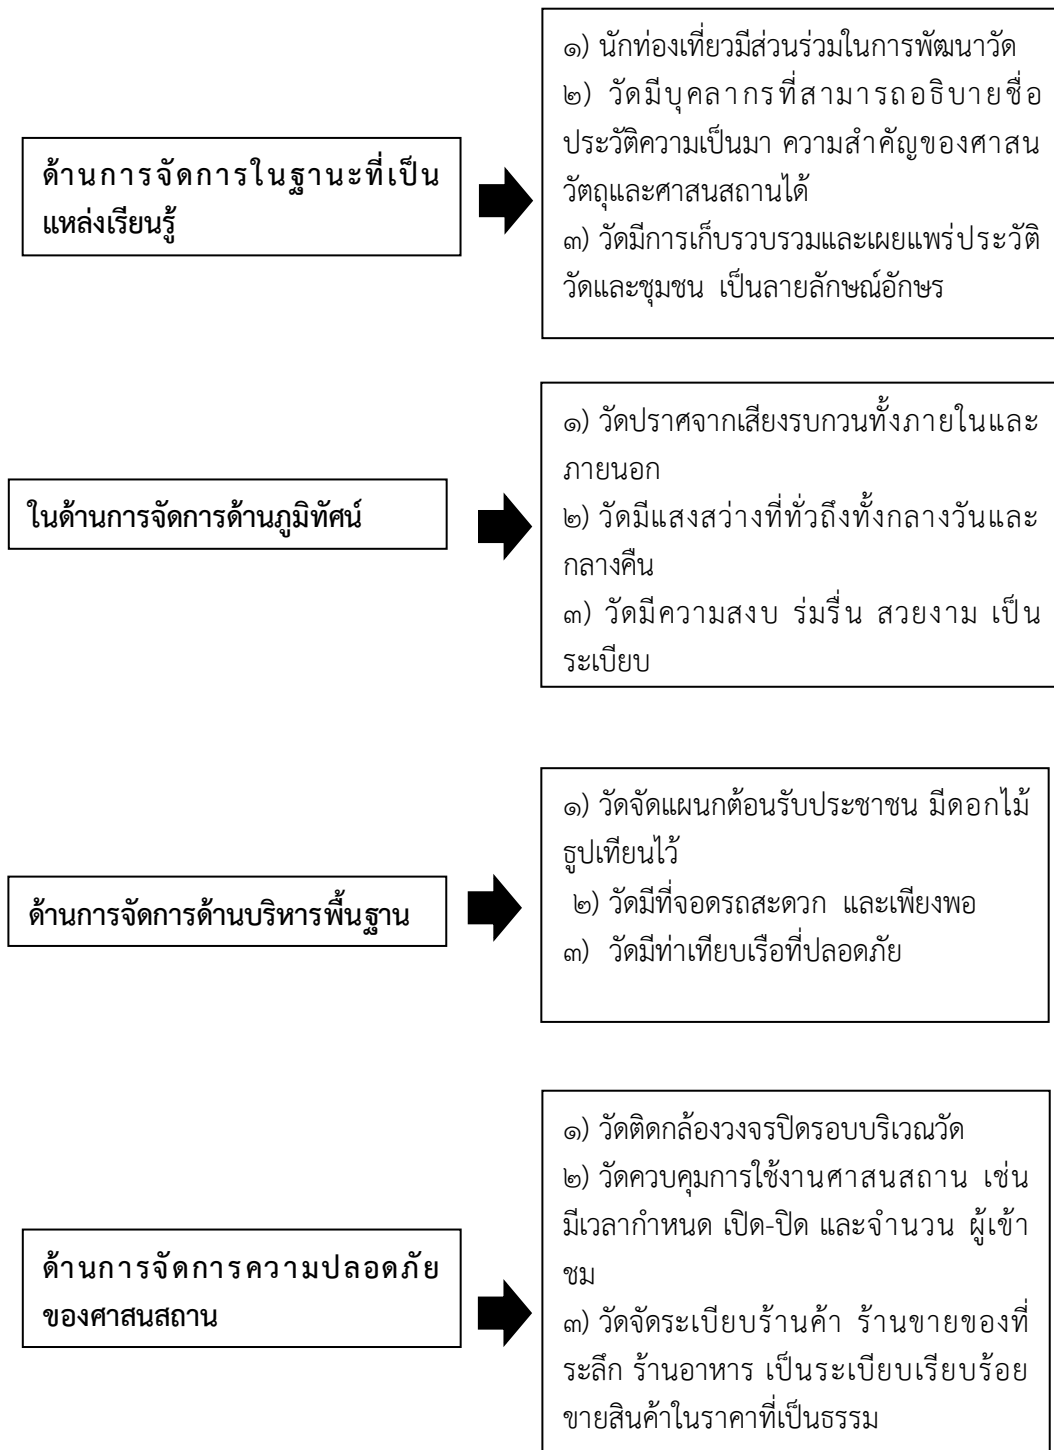 ด้านการจัดการในฐานะที่เป็น
แหล่งเรียนรู้
๑) นักท่องเที่ยวมีส่วนร่วมในการพัฒนาวัด
๒) วัดมีบุคลากรที่สามารถอธิบายชื่อ
ประวัติความเป็นมา ความสำคัญของศาสน
วัตถุและศาสนสถานได้
๓) วัดมีการเก็บรวบรวมและเผยแพร่ประวัติ
วัดและชุมชน เป็นลายลักษณ์อักษร
ในด้านการจัดการด้านภูมิทัศน์
๑) วัดปราศจากเสียงรบกวนทั้งภายในและ
ภายนอก
๒) วัดมีแสงสว่างที่ทั่วถึงทั้งกลางวันและ
กลางคืน
๓) วัดมีความสงบ ร่มรื่น สวยงาม เป็น
ระเบียบ
ด้านการจัดการด้านบริหารพื้นฐาน
๑) วัดจัดแผนกต้อนรับประชาชน มีดอกไม้
ธูปเทียนไว้
๒) วัดมีที่จอดรถสะดวก และเพียงพอ
๓) วัดมีท่าเทียบเรือที่ปลอดภัย
ด้านการจัดการความปลอดภัย
ของศาสนสถาน
๑) วัดติดกล้องวงจรปิดรอบบริเวณวัด
๒) วัดควบคุมการใช้งานศาสนสถาน เช่น
มีเวลากำหนด เปิด-ปิด และจำนวน ผู้เข้า
ชม
๓) วัดจัดระเบียบร้านค้า ร้านขายของที่
ระลึก ร้านอาหาร เป็นระเบียบเรียบร้อย
ขายสินค้าในราคาที่เป็นธรรม